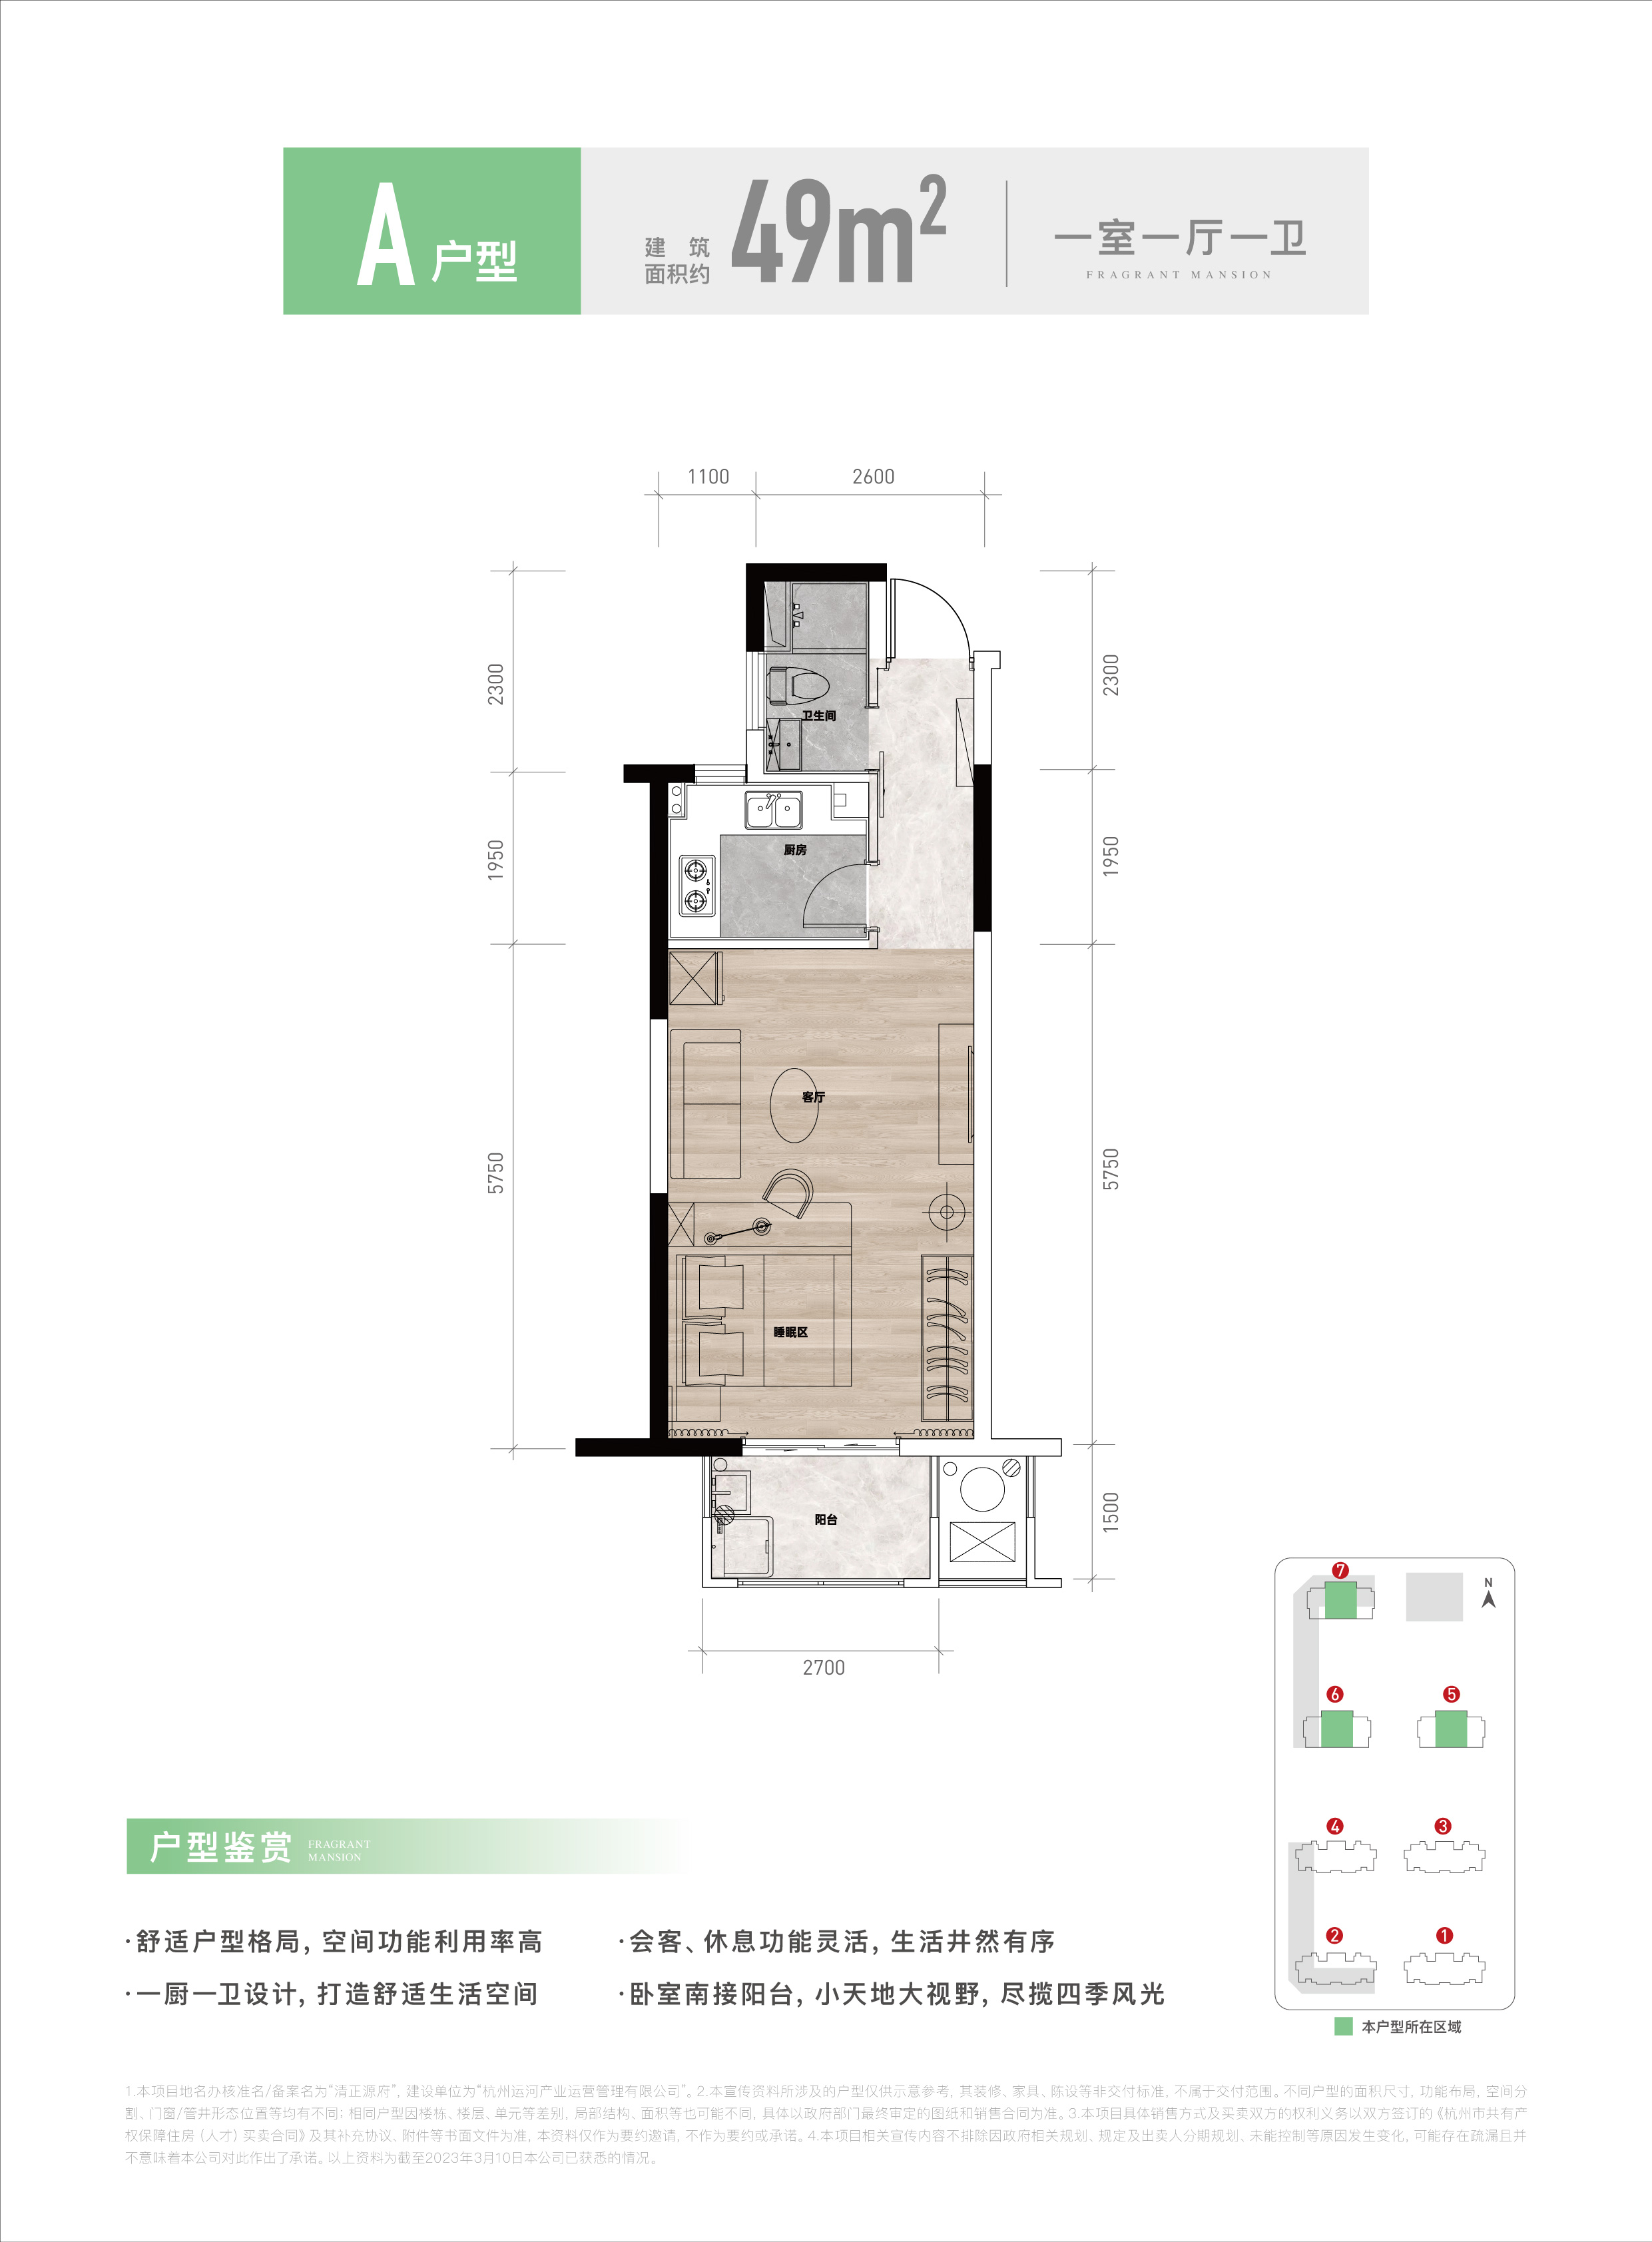 A户型
建 筑
面积约
49m²
一室一厅一卫
FRAGRANT MANSION
1100
2600
2300
2300
卫生间
1950
1950
厨房
客厅
5750
5750
睡眠区
1500
阳台
2700
7
N
6
5
4
3
2
1
本户型所在区域
户型鉴赏
FRAGRANT
MANSION
·舒适户型格局, 空间功能利用率高
·会客、休息功能灵活, 生活井然有序
·一厨一卫设计, 打造舒适生活空间
·卧室南接阳台, 小天地大视野, 尽揽四季风光
1.本项目地名办核准名/备案名为“清正源府”, 建设单位为“杭州运河产业运营管理有限公司”。2.本宣传资料所涉及的户型仅供示意参考, 其装修、家具、陈设等非交付标准, 不属于交付范围。不同户型的面积尺寸, 功能布局, 空间分
割、门窗/管井形态位置等均有不同; 相同户型因楼栋、楼层、单元等差别, 局部结构、面积等也可能不同, 具体以政府部门最终审定的图纸和销售合同为准。3.本项目具体销售方式及买卖双方的权利义务以双方签订的《杭州市共有产
权保障住房（人才）买卖合同》及其补充协议、附件等书面文件为准, 本资料仅作为要约邀请, 不作为要约或承诺。4.本项目相关宣传内容不排除因政府相关规划、规定及出卖人分期规划、未能控制等原因发生变化, 可能存在疏漏且并
不意味着本公司对此作出了承诺。以上资料为截至2023年3月10日本公司已获悉的情况。